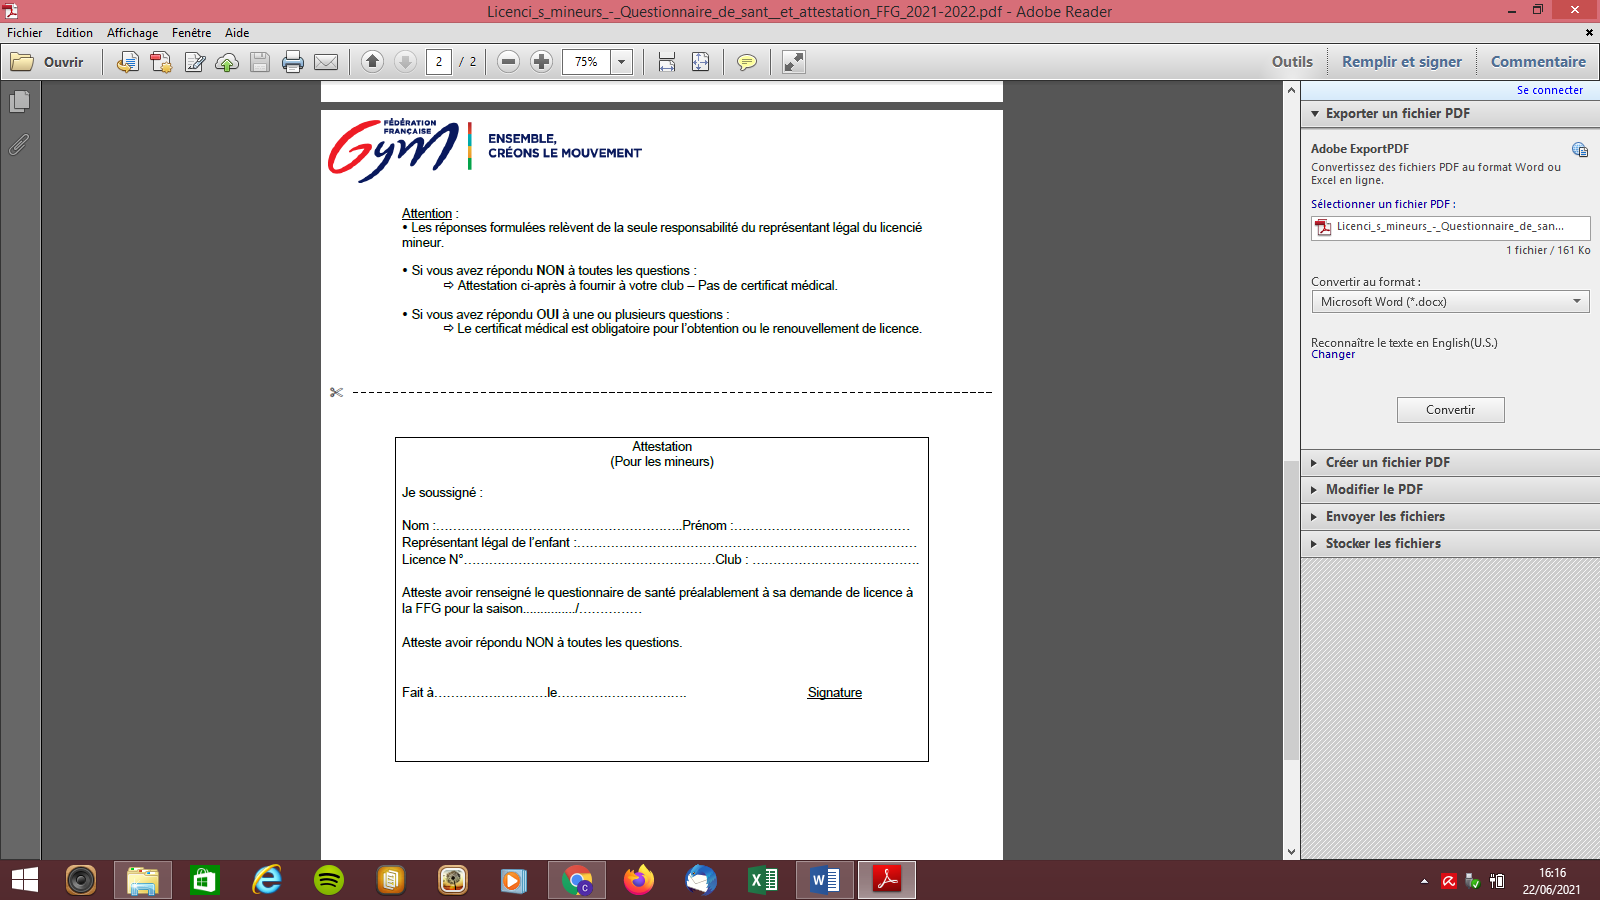 Licenci_s_mineurs_-_Questionnaire_de_sant__et_attestation_FFG_2021-2022.pdf - Adobe Reader
Fichier Edition Affichage Fenêtre Aide
Ouvrir 2 / 2 75% Outils Remplir et signer Commentaire
Se connecter
Exporter un fichier PDF
Adobe ExportPDF
Convertissez des fichiers PDF au format Word ou
Excel en ligne.
Sélectionner un fichier PDF :
Licenci_s_mineurs_-_Questionnaire_de_san...
1 fichier / 161 Ko
Convertir au format :
Microsoft Word (*.docx)
Reconnaître le texte en English(U.S.)
Changer
Convertir
Créer un fichier PDF
Modifier le PDF
Envoyer les fichiers
Stocker les fichiers
FÉDÉRATION
FRANÇAISE
Gym
ENSEMBLE,
CRÉONS LE MOUVEMENT
Attention :
• Les réponses formulées relèvent de la seule responsabilité du représentant légal du licencié
mineur.
• Si vous avez répondu NON à toutes les questions :
⇨ Attestation ci-après à fournir à votre club – Pas de certificat médical.
• Si vous avez répondu OUI à une ou plusieurs questions :
⇨ Le certificat médical est obligatoire pour l'obtention ou le renouvellement de licence.
Attestation
(Pour les mineurs)
Je soussigné :
Nom :…………………………………………………..Prénom :……………………………………
Représentant légal de l'enfant :………………………………………………………………………
Licence N°……………………………………………………Club : ………………………………….
Atteste avoir renseigné le questionnaire de santé préalablement à sa demande de licence à
la FFG pour la saison.............../……………
Atteste avoir répondu NON à toutes les questions.
Fait à………………………le…………………………. Signature
16:16
22/06/2021